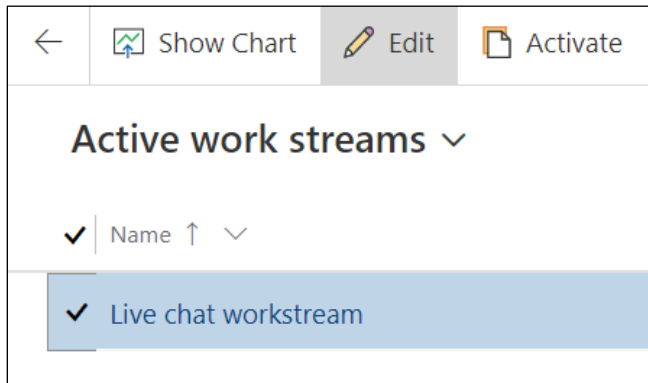 Show Chart Edit Activate
Active work streams
Name
Live chat workstream